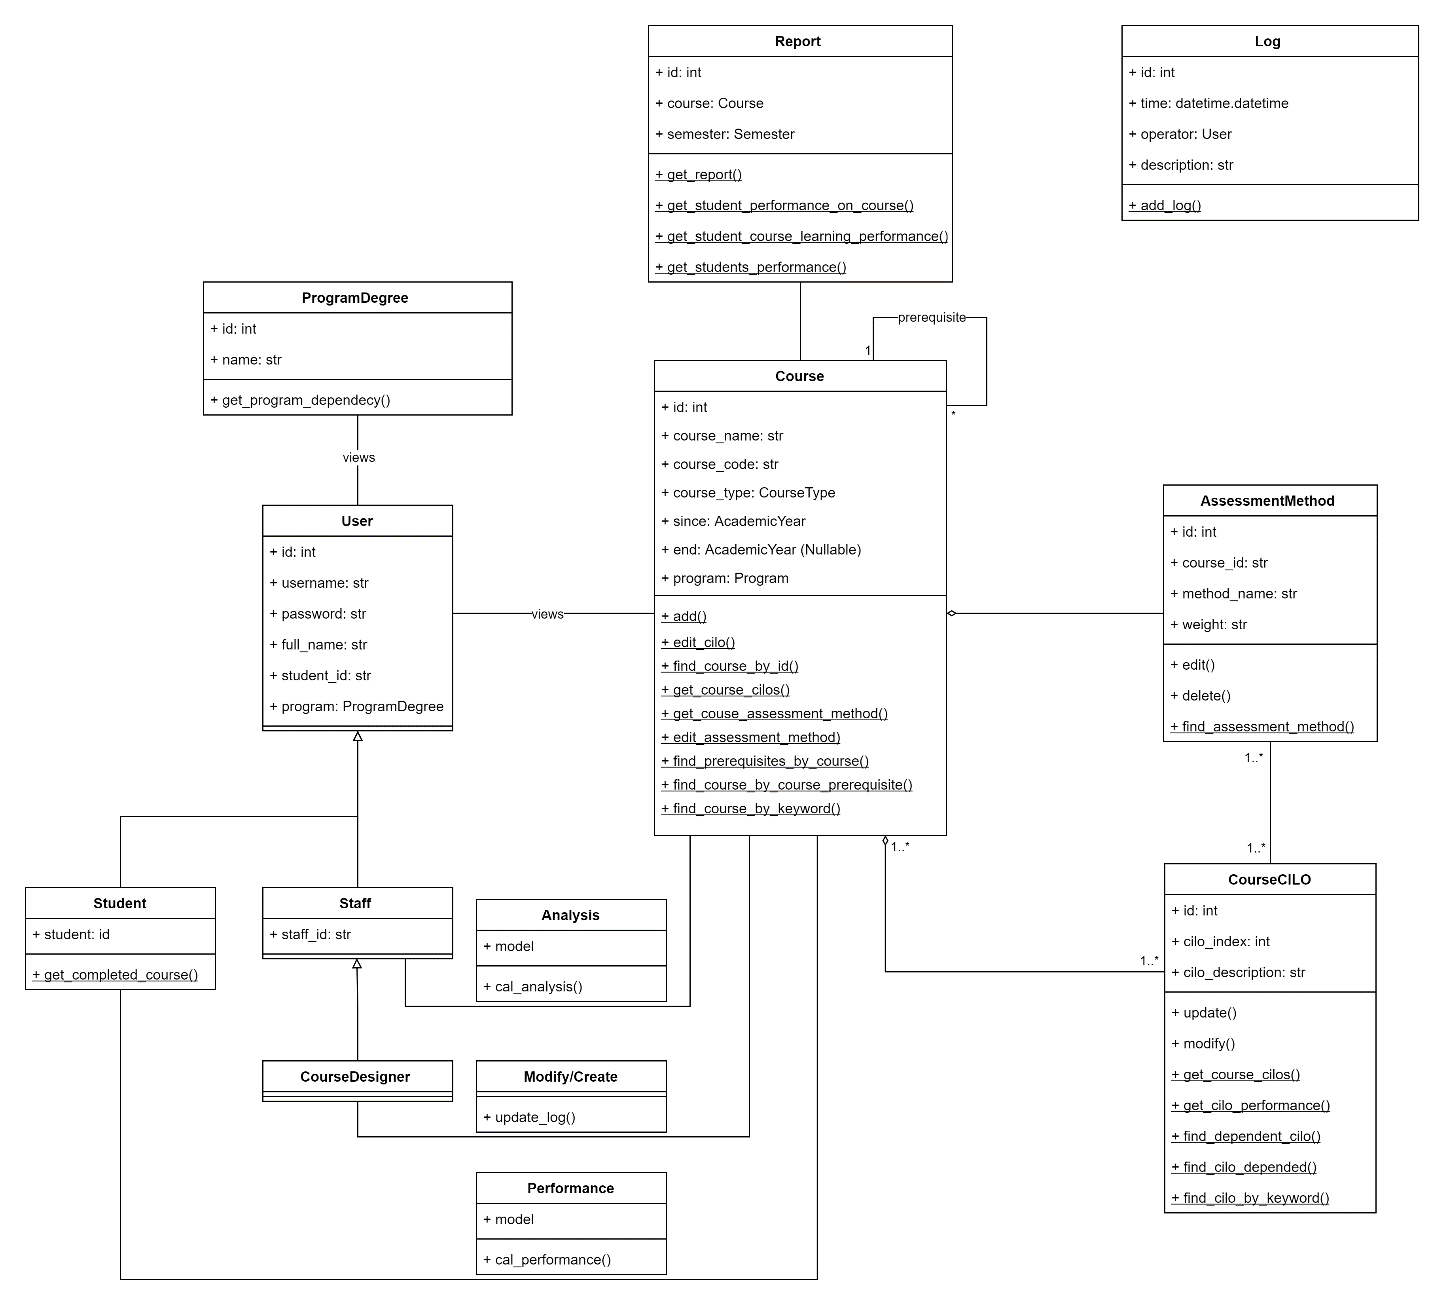 Report
+ id: int
+ course: Course
+ semester: Semester
+ get_report()
+ get_student_performance_on_course()
+ get_student_course_learning_performance()
+ get_students_performance()
Log
+ id: int
+ time: datetime.datetime
+ operator: User
+ description: str
+ add_log()
ProgramDegree
+ id: int
+ name: str
+ get_program_dependecy()
views
prerequisite
1
*
Course
+ id: int
+ course_name: str
+ course_code: str
+ course_type: CourseType
+ since: AcademicYear
+ end: AcademicYear (Nullable)
+ program: Program
+ add()
+ edit_cilo()
+ find_course_by_id()
+ get_course_cilos()
+ get_couse_assessment_method()
+ edit_assessment_method)
+ find_prerequisites_by_course()
+ find_course_by_course_prerequisite()
+ find_course_by_keyword()
User
+ id: int
+ username: str
+ password: str
+ full_name: str
+ student_id: str
+ program: ProgramDegree
views
AssessmentMethod
+ id: int
+ course_id: str
+ method_name: str
+ weight: str
+ edit()
+ delete()
+ find_assessment_method()
1..*
1..*
1..*
1..*
CourseCILO
+ id: int
+ cilo_index: int
+ cilo_description: str
+ update()
+ modify()
+ get_course_cilos()
+ get_cilo_performance()
+ find_dependent_cilo()
+ find_cilo_depended()
+ find_cilo_by_keyword()
Student
+ student: id
+ get_completed_course()
Staff
+ staff_id: str
Analysis
+ model
+ cal_analysis()
CourseDesigner
Modify/Create
+ update_log()
Performance
+ model
+ cal_performance()